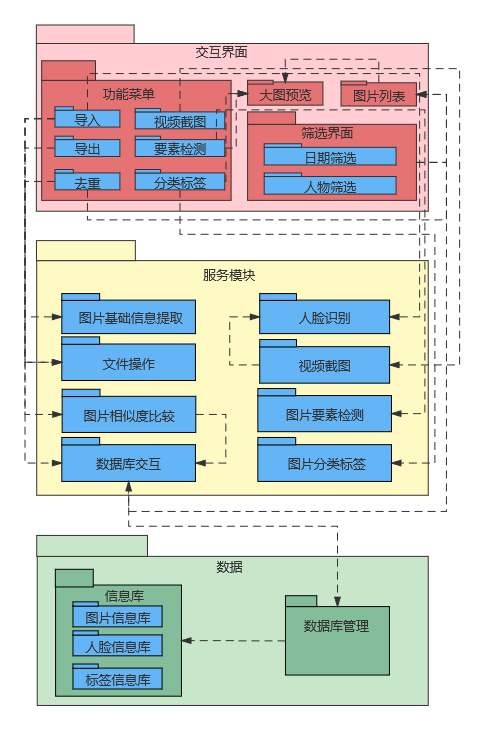 交互界面
功能菜单
导入
视频截图
导出
要素检测
去重
分类标签
大图预览
图片列表
筛选界面
日期筛选
人物筛选
服务模块
图片基础信息提取
人脸识别
文件操作
视频截图
图片相似度比较
图片要素检测
数据库交互
图片分类标签
数据
信息库
图片信息库
人脸信息库
标签信息库
数据库管理